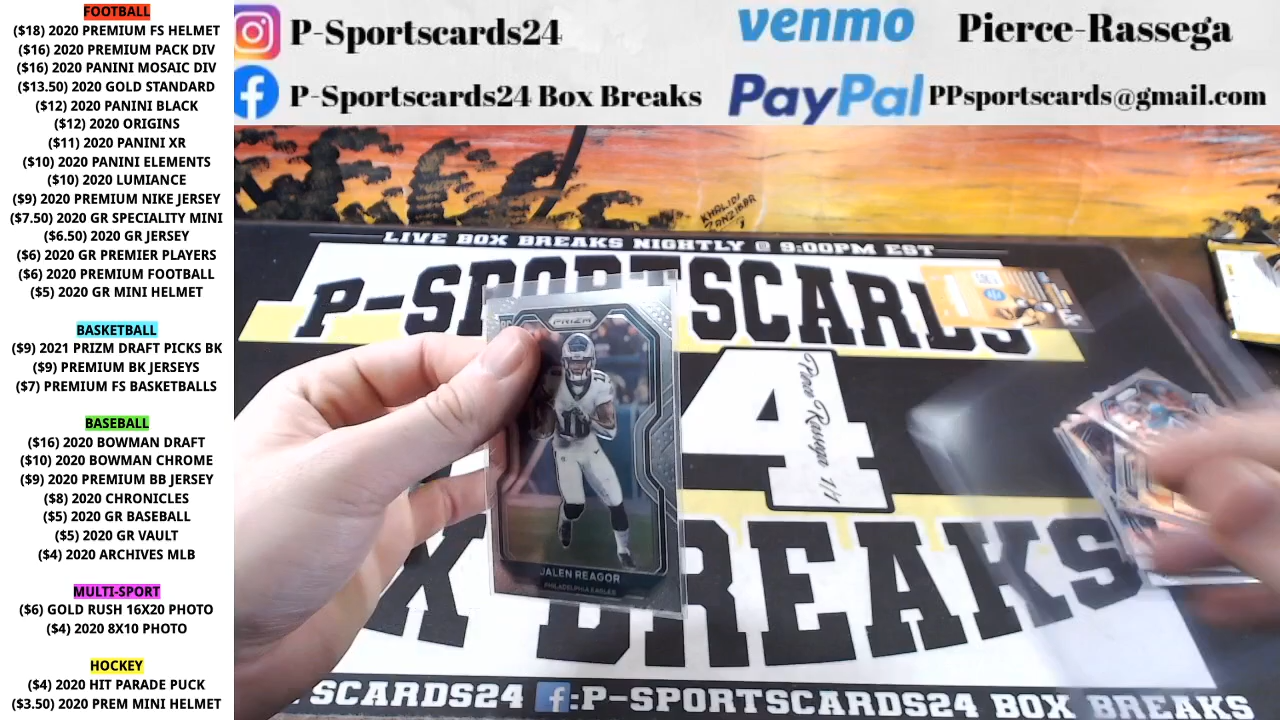 FOOTBALL
($18) 2020 PREMIUM FS HELMET
($16) 2020 PREMIUM PACK DIV
($16) 2020 PANINI MOSAIC DIV
($13.50) 2020 GOLD STANDARD
($12) 2020 PANINI BLACK
($12) 2020 ORIGINS
($11) 2020 PANINI XR
($10) 2020 PANINI ELEMENTS
($10) 2020 LUMIANCE
($9) 2020 PREMIUM NIKE JERSEY
($7.50) 2020 GR SPECIALITY MINI
($6.50) 2020 GR JERSEY
($6) 2020 GR PREMIER PLAYERS
($6) 2020 PREMIUM FOOTBALL
($5) 2020 GR MINI HELMET
BASKETBALL
($9) 2021 PRIZM DRAFT PICKS BK
($9) PREMIUM BK JERSEYS
($7) PREMIUM FS BASKETBALLS
BASEBALL
($16) 2020 BOWMAN DRAFT
($10) 2020 BOWMAN CHROME
($9) 2020 PREMIUM BB JERSEY
($8) 2020 CHRONICLES
($5) 2020 GR BASEBALL
($5) 2020 GR VAULT
($4) 2020 ARCHIVES MLB
MULTI-SPORT
($6) GOLD RUSH 16X20 PHOTO
($4) 2020 8X10 PHOTO
HOCKEY
($4) 2020 HIT PARADE PUCK
($3.50) 2020 PREM MINI HELMET
P-Sportscards24
venmo Pierce-Rassega
P-Sportscards24 Box Breaks
PayPal PPsportscards@gmail.com
KHALIDI
ZANZIBAR
LIVE BOX BREAKS NIGHTLY @ 9:00PM EST
P-SPORTSCARDS
4
X BREAKS
PRIZM
JALEN REAGOR
PHILADELPHIA EAGLES
SCARDS24 f:P-SPORTSCARDS24 BOX BREAKS